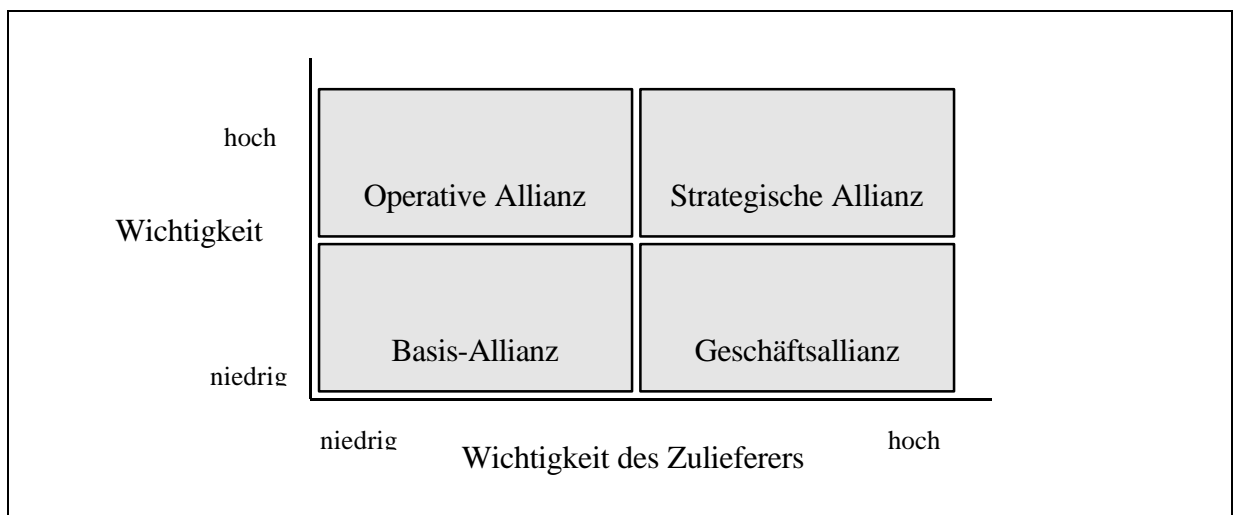 hoch
Operative Allianz
Strategische Allianz
Wichtigkeit
Basis-Allianz
Geschäftsallianz
niedrig
niedrig
hoch
Wichtigkeit des Zulieferers